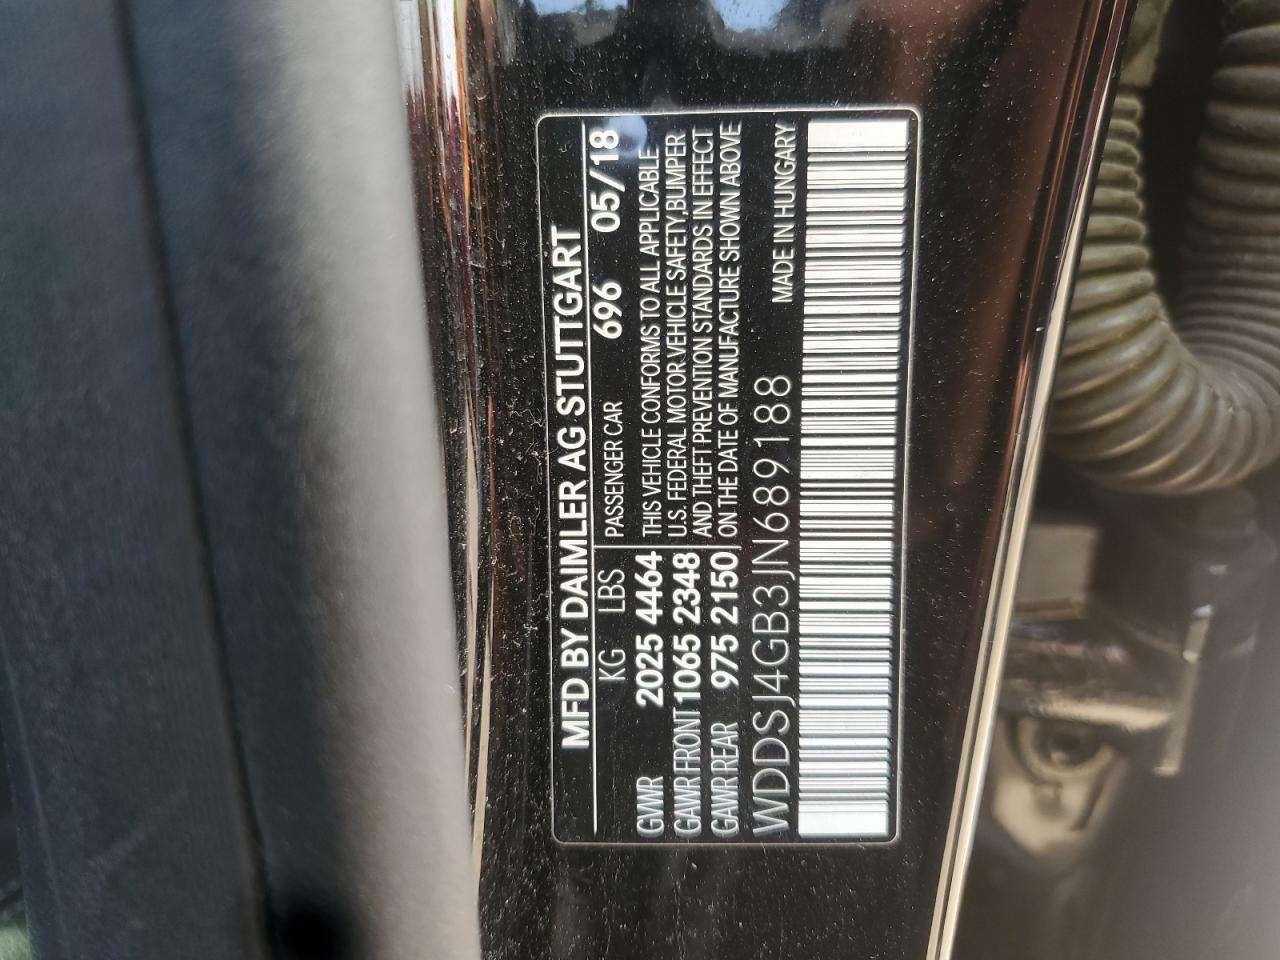 MFD BY DAIMLER AG STUTTGART
KG LBS PASSENGER CAR 696 05/18
GVWR 2025 4464 THIS VEHICLE CONFORMS TO ALL APPLICABLE
GAWR FRONT 1065 2348 U.S. FEDERAL MOTOR VEHICLE SAFETY, BUMPER
AND THEFT PREVENTION STANDARDS IN EFFECT
GAWR REAR 975 2150 ON THE DATE OF MANUFACTURE SHOWN ABOVE
WDDSJ4GB3JN689188 MADE IN HUNGARY